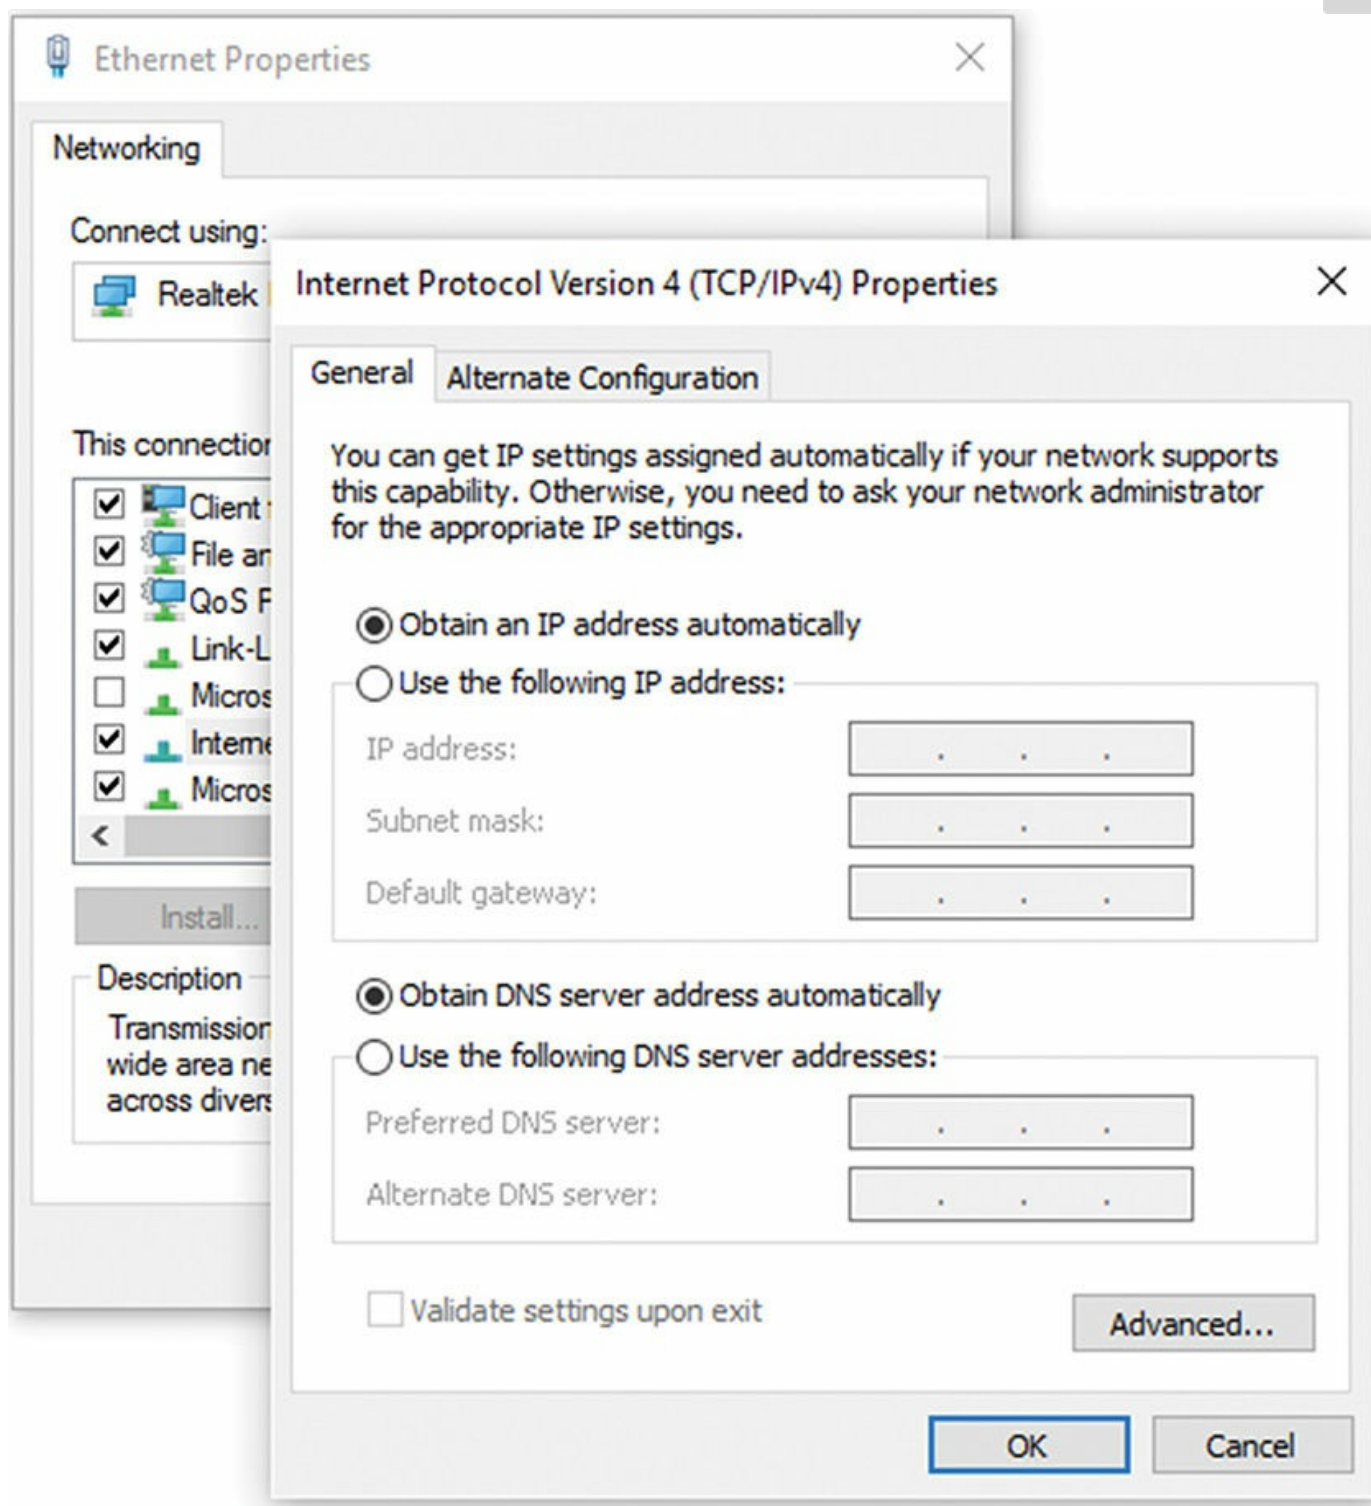 Ethernet Properties
Networking
Connect using:
Realtek
Internet Protocol Version 4 (TCP/IPv4) Properties
General
Alternate Configuration
This connection
You can get IP settings assigned automatically if your network supports
this capability. Otherwise, you need to ask your network administrator
for the appropriate IP settings.
Client
File an
QoS P
Link-L
Micros
Interne
Micros
Obtain an IP address automatically
Use the following IP address:
IP address:
Subnet mask:
Default gateway:
Install...
Description
Transmission
wide area ne
across divers
Obtain DNS server address automatically
Use the following DNS server addresses:
Preferred DNS server:
Alternate DNS server:
Validate settings upon exit
Advanced...
OK
Cancel